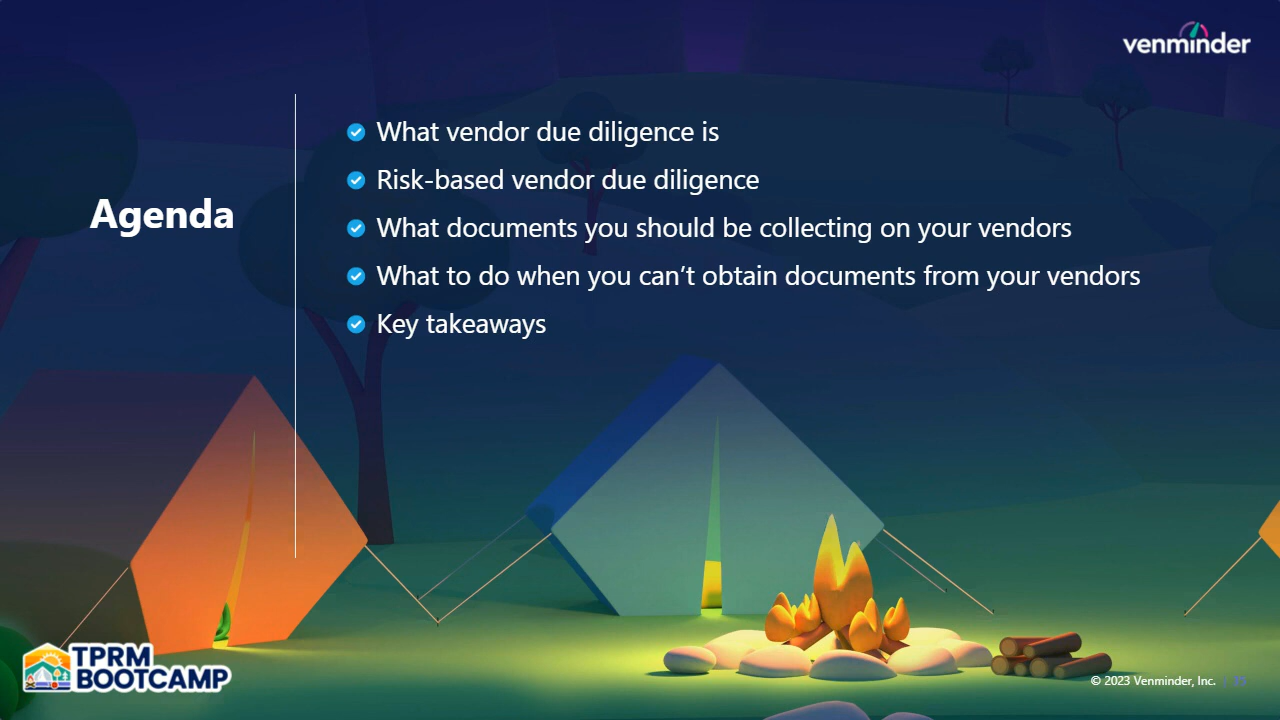 venminder
Agenda
What vendor due diligence is
Risk-based vendor due diligence
What documents you should be collecting on your vendors
What to do when you can’t obtain documents from your vendors
Key takeaways
TPRM
BOOTCAMP
© 2023 Venminder, Inc. |